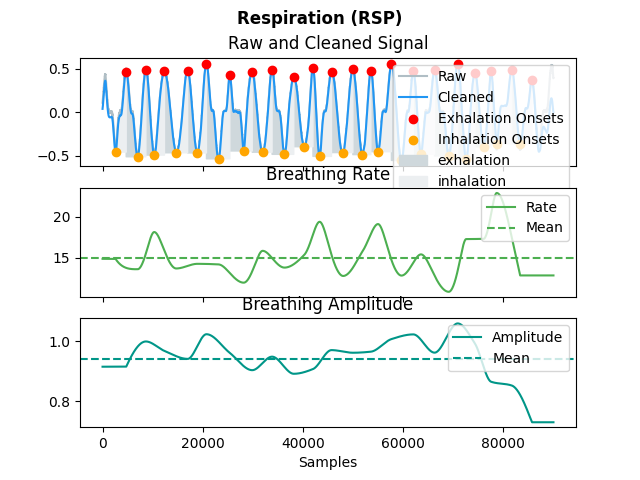 Respiration (RSP)
Raw and Cleaned Signal
0.5
0.0
−0.5
Raw
Cleaned
Exhalation Onsets
Inhalation Onsets
exhalation
inhalation
Breathing Rate
20
15
Rate
Mean
Breathing Amplitude
1.0
0.8
Amplitude
Mean
0 20000 40000 60000 80000
Samples